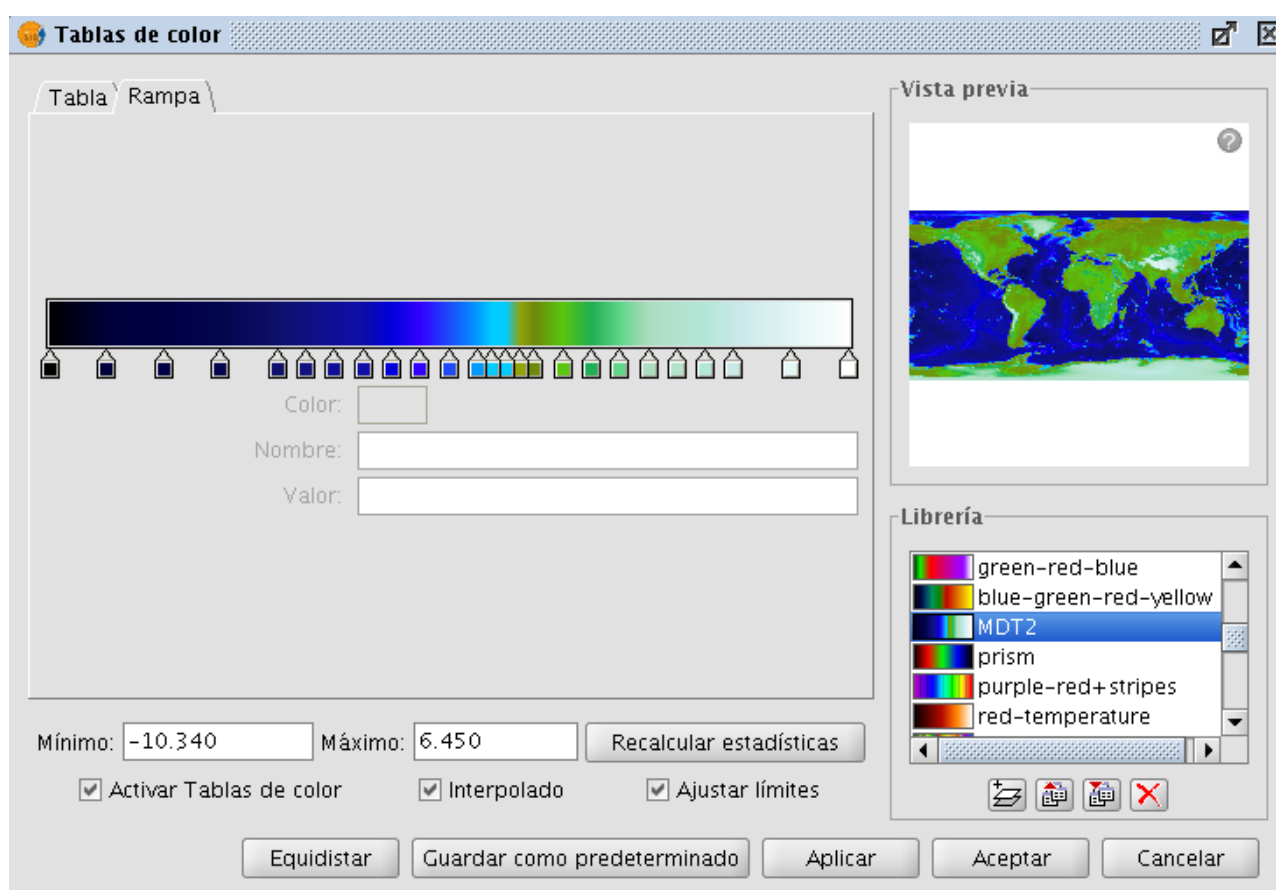 Tablas de color
Tabla
Rampa
Color:
Nombre:
Valor:
Mínimo: -10.340
Máximo: 6.450
Recalcular estadísticas
Activar Tablas de color
Interpolado
Ajustar límites
Vista previa
?
Librería
green-red-blue
blue-green-red-yellow
MDT2
prism
purple-red+stripes
red-temperature
Equidistar
Guardar como predeterminado
Aplicar
Aceptar
Cancelar